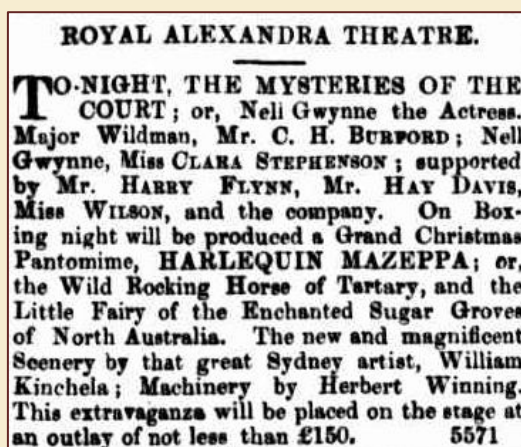 ROYAL ALEXANDRA THEATRE.
TO-NIGHT, THE MYSTERIES OF THE
COURT; or, Nell Gwynne the Actress.
Major Wildman, Mr. C. H. BURFORD; Nell
Gwynne, Miss CLARA STEPHENSON; supported
by Mr. HARRY FLYNN, Mr. HAY DAVIS,
Miss WILSON, and the company. On Box-
ing night will be produced a Grand Christmas
Pantomime, HARLEQUIN MAZEPPA; or,
the Wild Rocking Horse of Tartary, and the
Little Fairy of the Enchanted Sugar Groves
of North Australia. The new and magnificent
Scenery by that great Sydney artist, William
Kinchela; Machinery by Herbert Winning.
This extravaganza will be placed on the stage at
an outlay of not less than £150. 5571